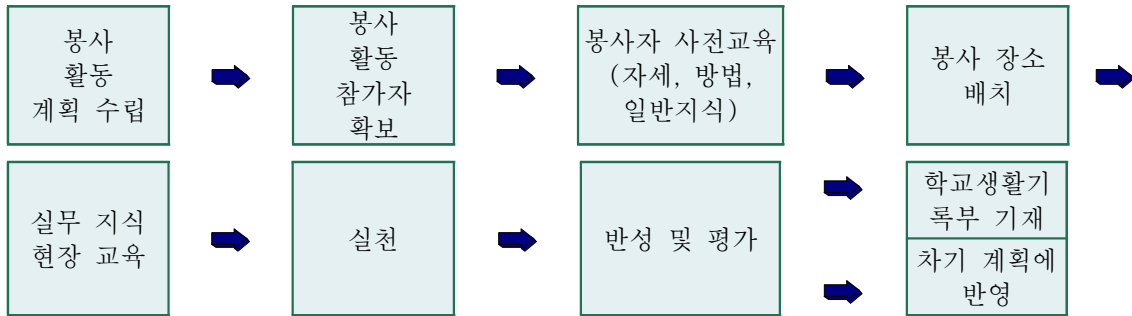 봉사
활동
계획 수립
봉사
활동
참가자
확보
봉사자 사전교육
(자세, 방법,
일반지식)
봉사 장소
배치
실무 지식
현장 교육
실천
반성 및 평가
학교생활기
록부 기재
차기 계획에
반영